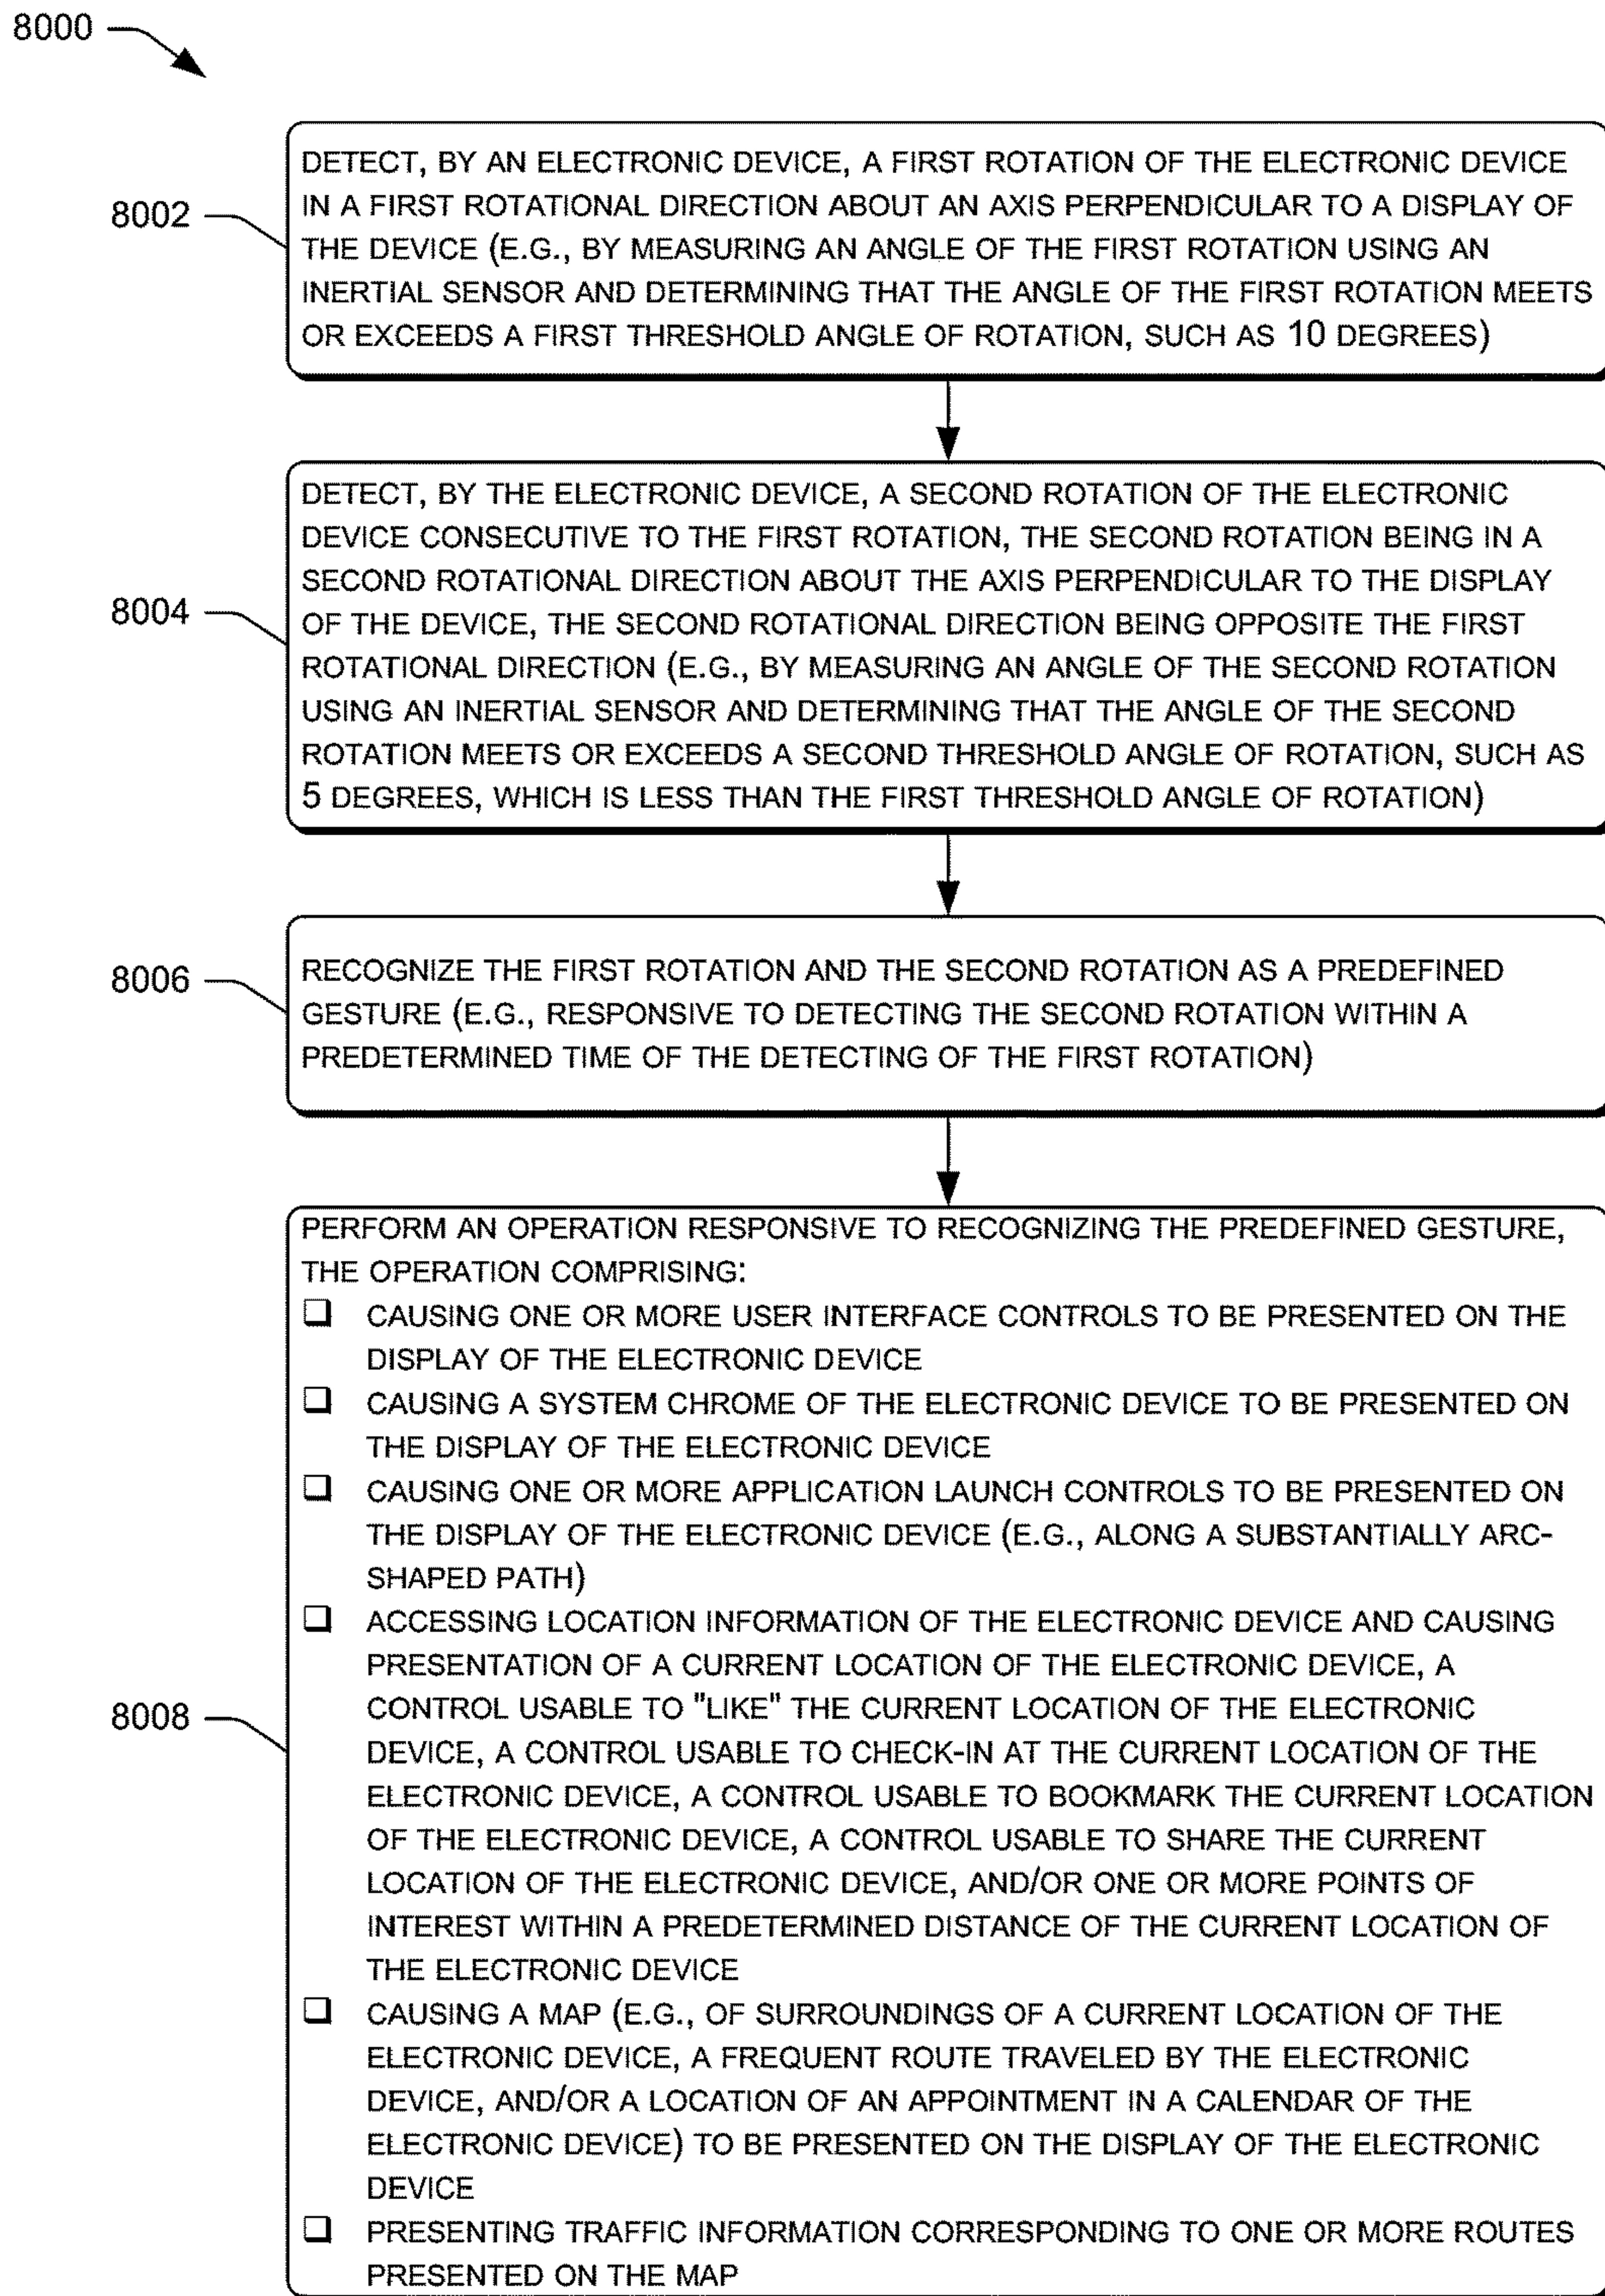 8000
8002
DETECT, BY AN ELECTRONIC DEVICE, A FIRST ROTATION OF THE ELECTRONIC DEVICE
IN A FIRST ROTATIONAL DIRECTION ABOUT AN AXIS PERPENDICULAR TO A DISPLAY OF
THE DEVICE (E.G., BY MEASURING AN ANGLE OF THE FIRST ROTATION USING AN
INERTIAL SENSOR AND DETERMINING THAT THE ANGLE OF THE FIRST ROTATION MEETS
OR EXCEEDS A FIRST THRESHOLD ANGLE OF ROTATION, SUCH AS 10 DEGREES)
8004
DETECT, BY THE ELECTRONIC DEVICE, A SECOND ROTATION OF THE ELECTRONIC
DEVICE CONSECUTIVE TO THE FIRST ROTATION, THE SECOND ROTATION BEING IN A
SECOND ROTATIONAL DIRECTION ABOUT THE AXIS PERPENDICULAR TO THE DISPLAY
OF THE DEVICE, THE SECOND ROTATIONAL DIRECTION BEING OPPOSITE THE FIRST
ROTATIONAL DIRECTION (E.G., BY MEASURING AN ANGLE OF THE SECOND ROTATION
USING AN INERTIAL SENSOR AND DETERMINING THAT THE ANGLE OF THE SECOND
ROTATION MEETS OR EXCEEDS A SECOND THRESHOLD ANGLE OF ROTATION, SUCH AS
5 DEGREES, WHICH IS LESS THAN THE FIRST THRESHOLD ANGLE OF ROTATION)
8006
RECOGNIZE THE FIRST ROTATION AND THE SECOND ROTATION AS A PREDEFINED
GESTURE (E.G., RESPONSIVE TO DETECTING THE SECOND ROTATION WITHIN A
PREDETERMINED TIME OF THE DETECTING OF THE FIRST ROTATION)
8008
PERFORM AN OPERATION RESPONSIVE TO RECOGNIZING THE PREDEFINED GESTURE,
THE OPERATION COMPRISING:
❑ CAUSING ONE OR MORE USER INTERFACE CONTROLS TO BE PRESENTED ON THE
DISPLAY OF THE ELECTRONIC DEVICE
❑ CAUSING A SYSTEM CHROME OF THE ELECTRONIC DEVICE TO BE PRESENTED ON
THE DISPLAY OF THE ELECTRONIC DEVICE
❑ CAUSING ONE OR MORE APPLICATION LAUNCH CONTROLS TO BE PRESENTED ON
THE DISPLAY OF THE ELECTRONIC DEVICE (E.G., ALONG A SUBSTANTIALLY ARC-
SHAPED PATH)
❑ ACCESSING LOCATION INFORMATION OF THE ELECTRONIC DEVICE AND CAUSING
PRESENTATION OF A CURRENT LOCATION OF THE ELECTRONIC DEVICE, A
CONTROL USABLE TO "LIKE" THE CURRENT LOCATION OF THE ELECTRONIC
DEVICE, A CONTROL USABLE TO CHECK-IN AT THE CURRENT LOCATION OF THE
ELECTRONIC DEVICE, A CONTROL USABLE TO BOOKMARK THE CURRENT LOCATION
OF THE ELECTRONIC DEVICE, A CONTROL USABLE TO SHARE THE CURRENT
LOCATION OF THE ELECTRONIC DEVICE, AND/OR ONE OR MORE POINTS OF
INTEREST WITHIN A PREDETERMINED DISTANCE OF THE CURRENT LOCATION OF
THE ELECTRONIC DEVICE
❑ CAUSING A MAP (E.G., OF SURROUNDINGS OF A CURRENT LOCATION OF THE
ELECTRONIC DEVICE, A FREQUENT ROUTE TRAVELED BY THE ELECTRONIC
DEVICE, AND/OR A LOCATION OF AN APPOINTMENT IN A CALENDAR OF THE
ELECTRONIC DEVICE) TO BE PRESENTED ON THE DISPLAY OF THE ELECTRONIC
DEVICE
❑ PRESENTING TRAFFIC INFORMATION CORRESPONDING TO ONE OR MORE ROUTES
PRESENTED ON THE MAP